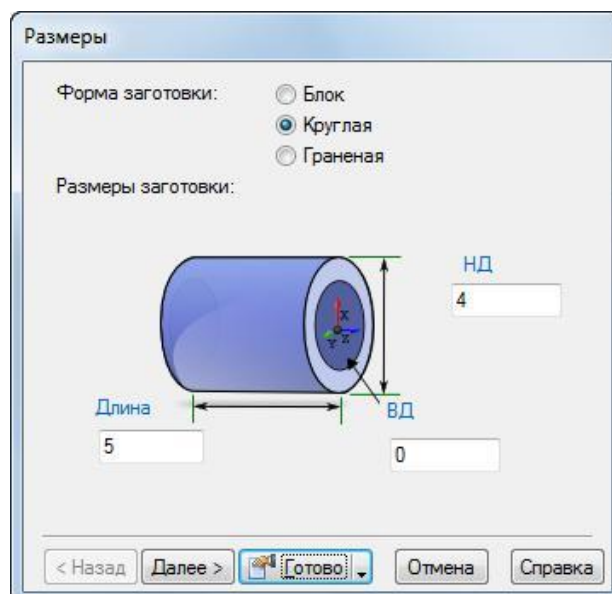 Размеры
Форма заготовки:
Блок
Круглая
Граненая
Размеры заготовки:
НД
4
X
Y Z
Длина
ВД
5
0
< Назад Далее > Готово Отмена Справка